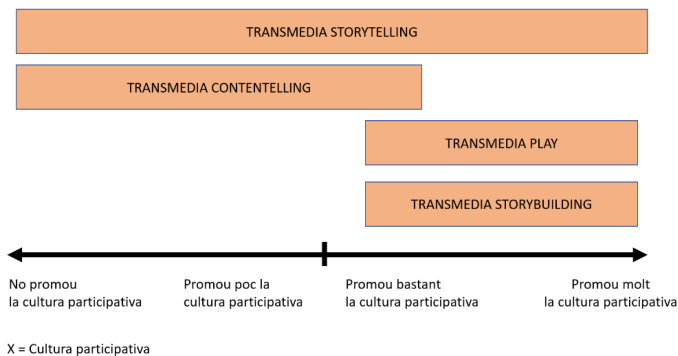 TRANSMEDIA STORYTELLING
TRANSMEDIA CONTENTELLING
TRANSMEDIA PLAY
TRANSMEDIA STORYBUILDING
No promou
la cultura participativa
Promou poc la
cultura participativa
Promou bastant
la cultura participativa
Promou molt
la cultura participativa
X = Cultura participativa